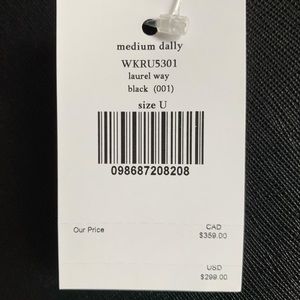 medium dally
WKRU5301
laurel way
black (001)
size U
098687208208
Our Price
CAD
$359.00
USD
$299.00